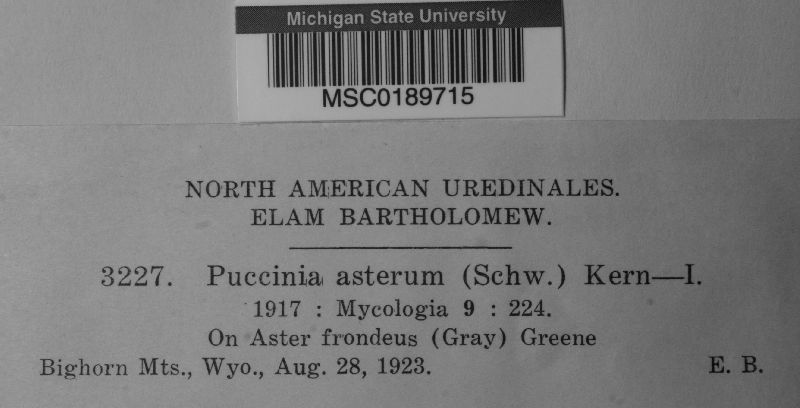 Michigan State University
MSC0189715
NORTH AMERICAN UREDINALES.
ELAM BARTHOLOMEW.
3227. Puccinia asterum (Schw.) Kern—I.
1917 : Mycologia 9 : 224.
On Aster frondeus (Gray) Greene
Bighorn Mts., Wyo., Aug. 28, 1923. E. B.